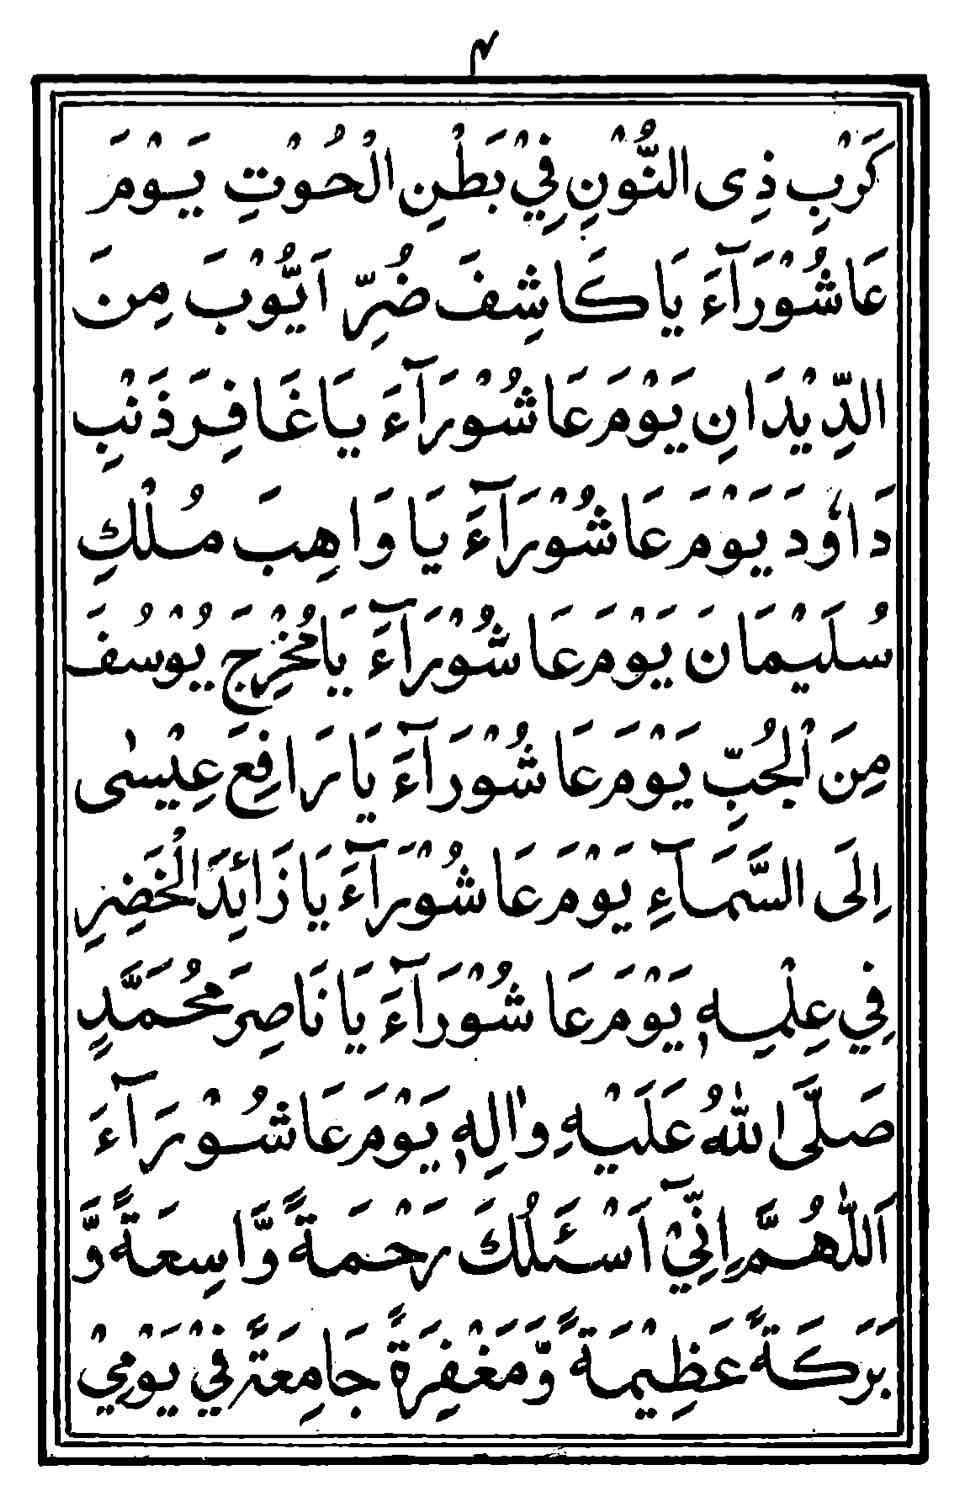 ۴
كَرْبِ ذِى النُّوْنِ فِيْ بَطْنِ الْحُوْتِ يَوْمَ
عَاشُوْرَآءَ يَا كَاشِفَ ضُرِّ اَيُّوْبَ مِنَ
الدِّيْدَانِ يَوْمَ عَاشُوْرَآءَ يَا غَافِرَ ذَنْبِ
دَاوٗدَ يَوْمَ عَاشُوْرَآءَ يَا وَاهِبَ مُلْكِ
سُلَيْمَانَ يَوْمَ عَاشُوْرَآءَ يَا مُخْرِجَ يُوْسُفَ
مِنَ الْجُبِّ يَوْمَ عَاشُوْرَآءَ يَا رَافِعَ عِيْسٰى
اِلَى السَّمَآءِ يَوْمَ عَاشُوْرَآءَ يَا زَائِدَ الْخَضِرِ
فِي عِلْمِهٖ يَوْمَ عَاشُوْرَآءَ يَا نَاصِرَ مُحَمَّدٍ
صَلَّى اللهُ عَلَيْهِ وَاٰلِهٖ يَوْمَ عَاشُوْرَآءَ
اَللّٰهُمَّ اِنِّيْٓ اَسْئَلُكَ رَحْمَةً وَّاسِعَةً وَّ
بَرَكَةً عَظِيْمَةً وَّمَغْفِرَةً جَامِعَةً فِيْ يَوْمِيْ